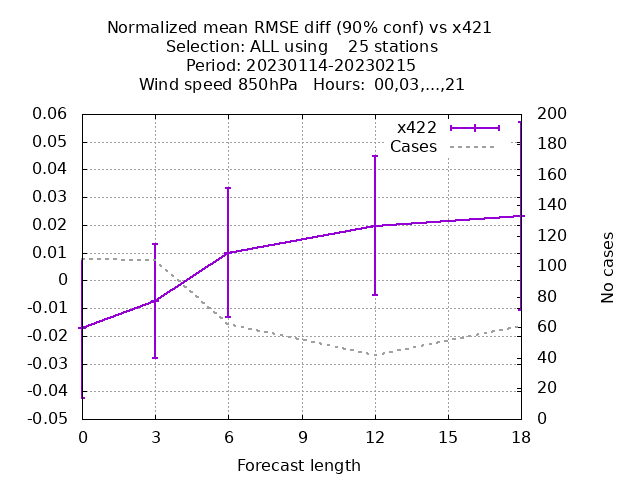 Normalized mean RMSE diff (90% conf) vs x421
Selection: ALL using    25 stations
Period: 20230114-20230215
Wind speed 850hPa   Hours:  00,03,...,21
x422
Cases
0.06
0.05
0.04
0.03
0.02
0.01
0
-0.01
-0.02
-0.03
-0.04
-0.05
200
180
160
140
120
100
80
60
40
20
0
No cases
0 3 6 9 12 15 18
Forecast length